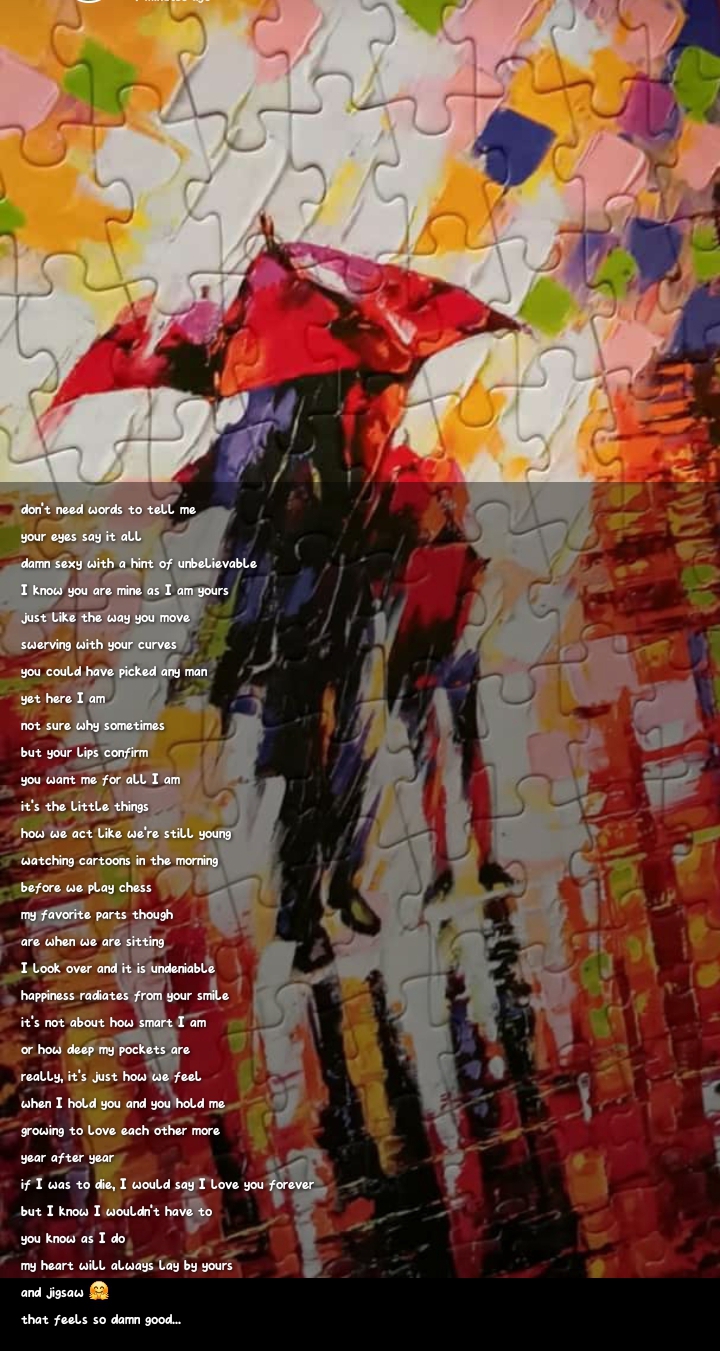 don't need words to tell me
your eyes say it all
damn sexy with a hint of unbelievable
I know you are mine as I am yours
just like the way you move
swerving with your curves
you could have picked any man
yet here I am
not sure why sometimes
but your lips confirm
you want me for all I am
it's the little things
how we act like we're still young
watching cartoons in the morning
before we play chess
my favorite parts though
are when we are sitting
I look over and it is undeniable
happiness radiates from your smile
it's not about how smart I am
or how deep my pockets are
really, it's just how we feel
when I hold you and you hold me
growing to love each other more
year after year
if I was to die, I would say I love you forever
but I know I wouldn't have to
you know as I do
my heart will always lay by yours
and jigsaw 🤗
that feels so damn good...